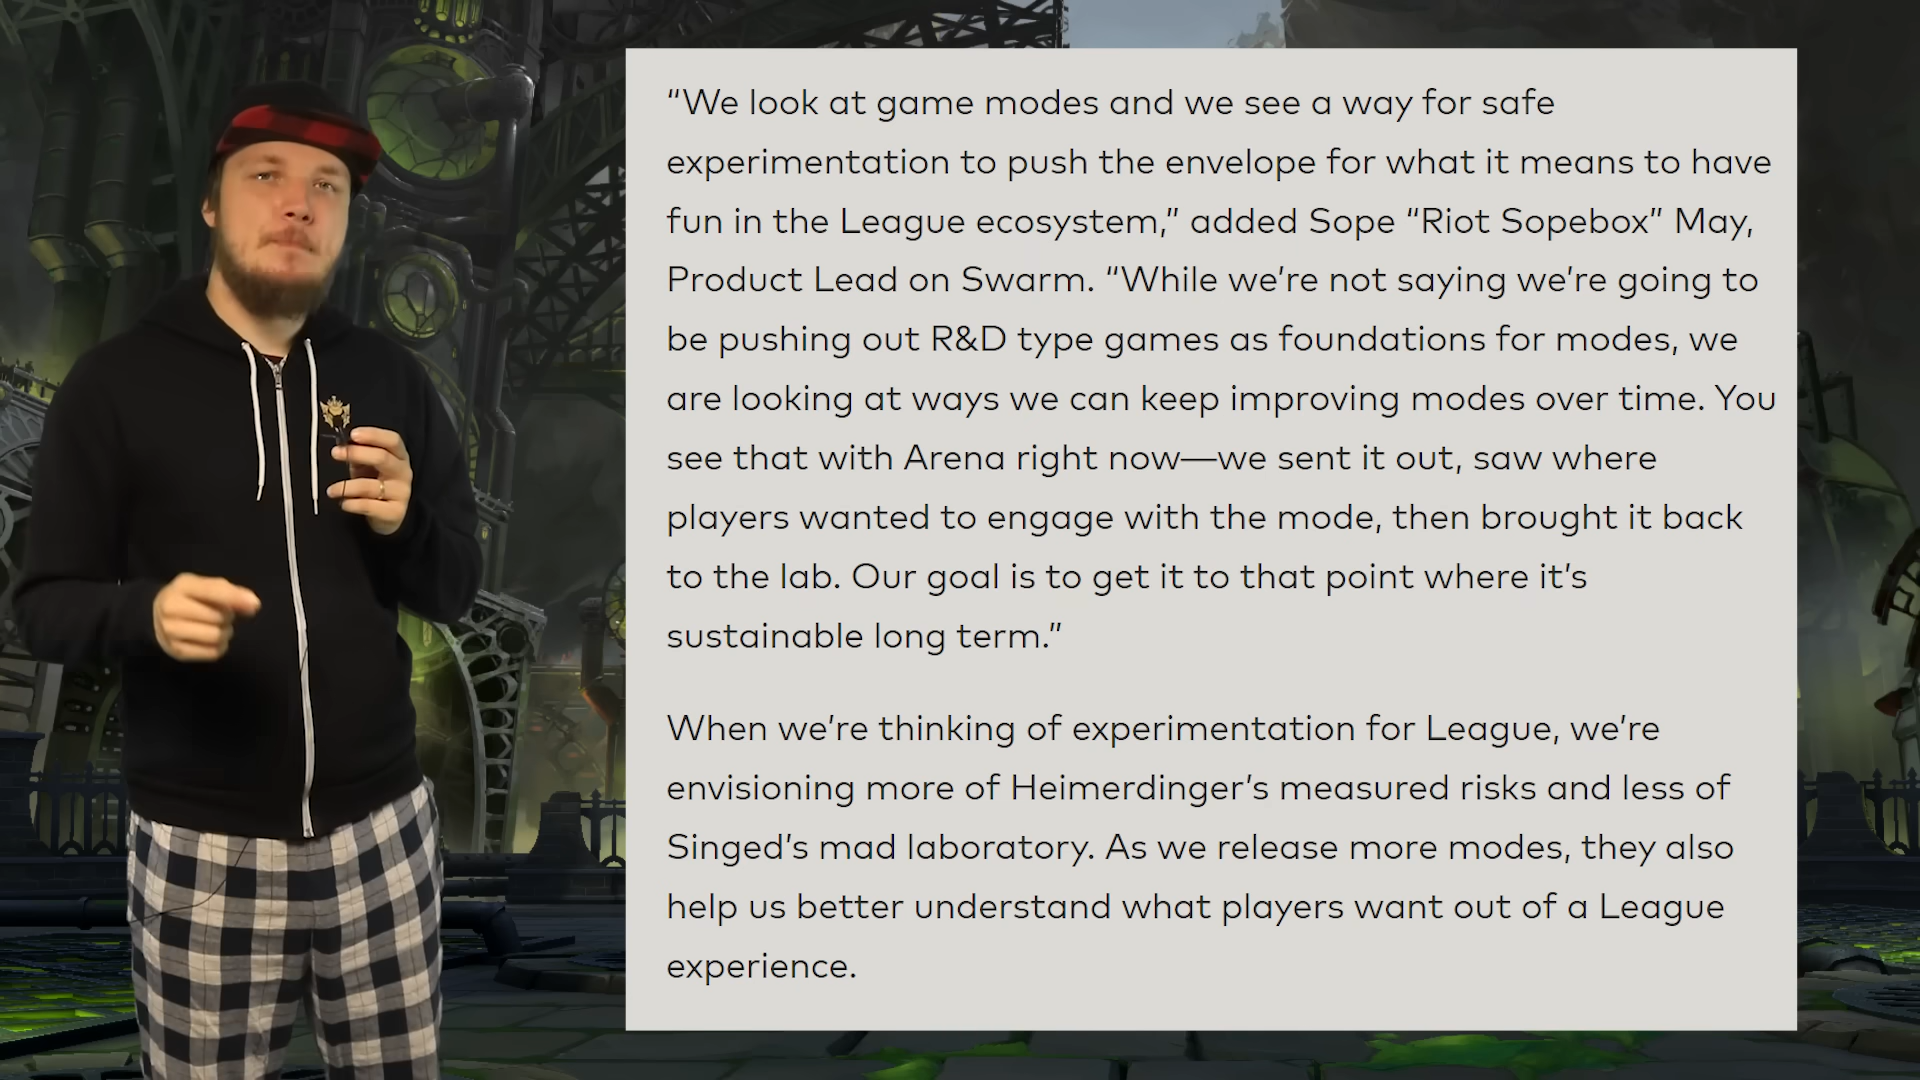 “We look at game modes and we see a way for safe
experimentation to push the envelope for what it means to have
fun in the League ecosystem,” added Sope “Riot Sopebox” May,
Product Lead on Swarm. “While we’re not saying we’re going to
be pushing out R&D type games as foundations for modes, we
are looking at ways we can keep improving modes over time. You
see that with Arena right now—we sent it out, saw where
players wanted to engage with the mode, then brought it back
to the lab. Our goal is to get it to that point where it’s
sustainable long term.”
When we’re thinking of experimentation for League, we’re
envisioning more of Heimerdinger’s measured risks and less of
Singed’s mad laboratory. As we release more modes, they also
help us better understand what players want out of a League
experience.